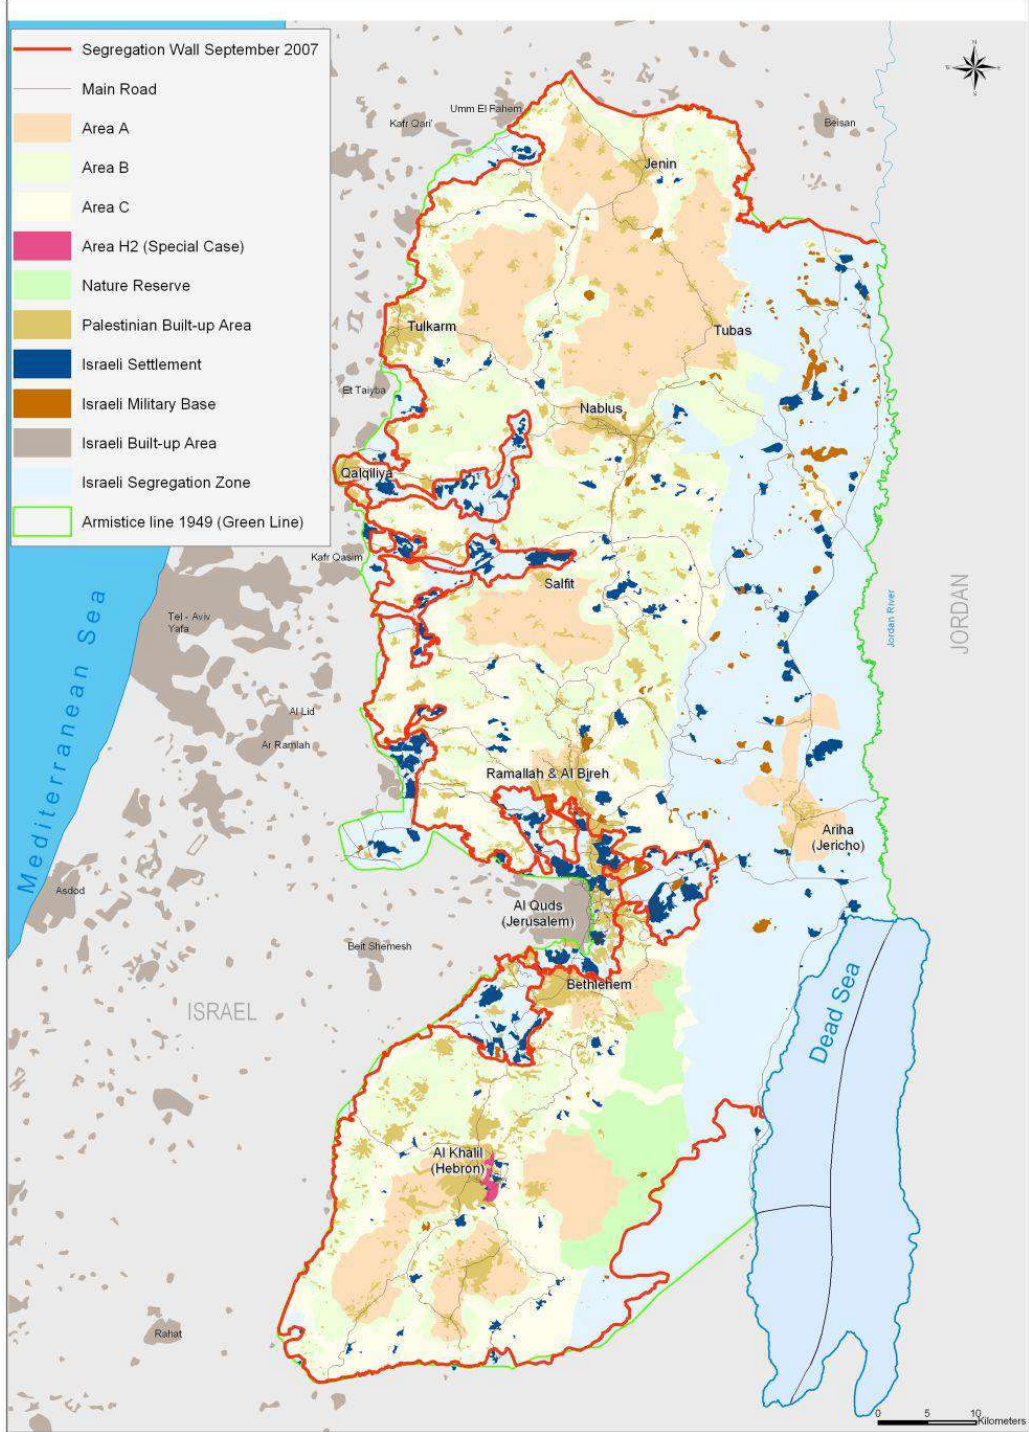 Segregation Wall September 2007
Main Road
Area A
Area B
Area C
Area H2 (Special Case)
Nature Reserve
Palestinian Built-up Area
Israeli Settlement
Israeli Military Base
Israeli Built-up Area
Israeli Segregation Zone
Armistice line 1949 (Green Line)
N
Umm El Fahem
Kafr Qari'
Beisan
Jenin
Tulkarm
Tubas
Et Taiyba
Nablus
Qalqiliya
Kafr Qasim
Salfit
Tel - Aviv
Yafa
Mediterranean Sea
Jordan River
JORDAN
Al Lid
Ar Ramlah
Ramallah & Al Bireh
Ariha
(Jericho)
Asdod
Al Quds
(Jerusalem)
Beit Shemesh
Bethlehem
ISRAEL
Dead Sea
Al Khalil
(Hebron)
Rahat
0 5 10
Kilometers